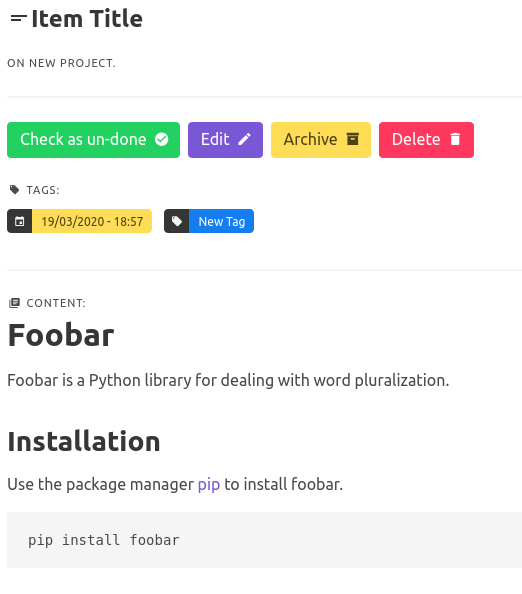 Item Title
ON NEW PROJECT.
Check as un-done Edit Archive Delete
TAGS:
19/03/2020 - 18:57 New Tag
CONTENT:
Foobar
Foobar is a Python library for dealing with word pluralization.
Installation
Use the package manager pip to install foobar.
pip install foobar